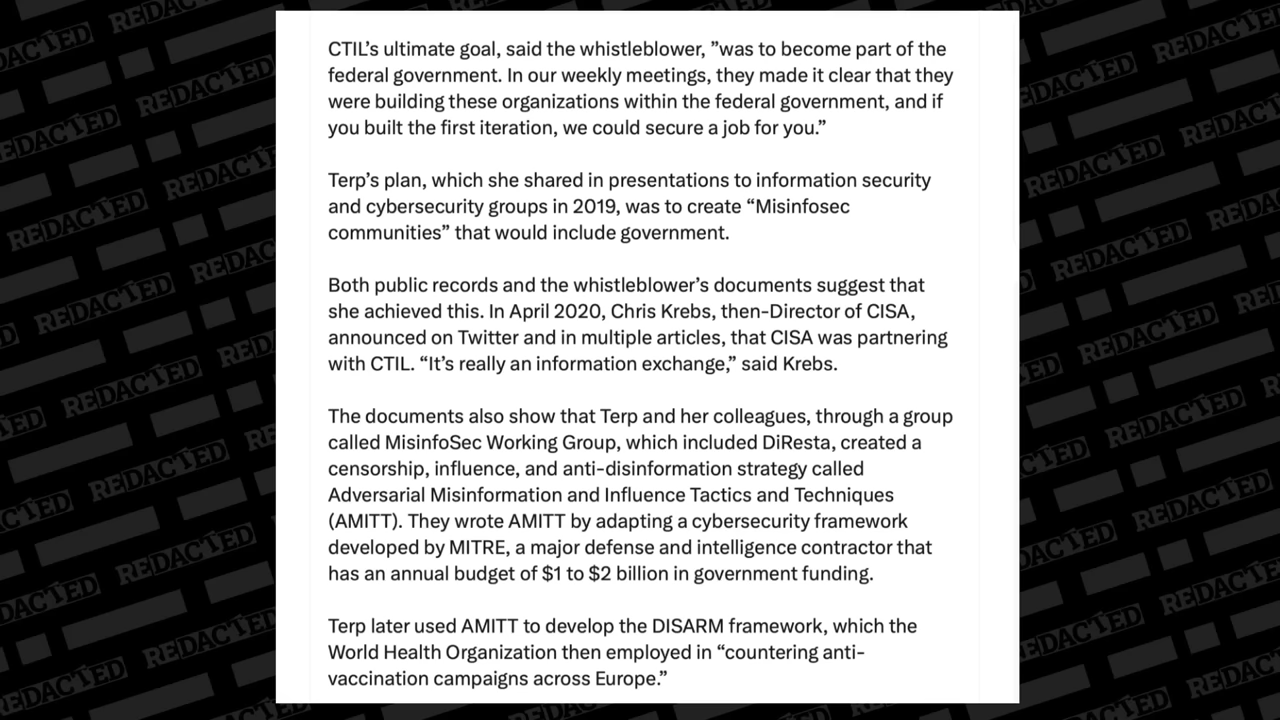 CTIL’s ultimate goal, said the whistleblower, ”was to become part of the
federal government. In our weekly meetings, they made it clear that they
were building these organizations within the federal government, and if
you built the first iteration, we could secure a job for you.”
Terp’s plan, which she shared in presentations to information security
and cybersecurity groups in 2019, was to create “Misinfosec
communities” that would include government.
Both public records and the whistleblower’s documents suggest that
she achieved this. In April 2020, Chris Krebs, then-Director of CISA,
announced on Twitter and in multiple articles, that CISA was partnering
with CTIL. “It’s really an information exchange,” said Krebs.
The documents also show that Terp and her colleagues, through a group
called MisinfoSec Working Group, which included DiResta, created a
censorship, influence, and anti-disinformation strategy called
Adversarial Misinformation and Influence Tactics and Techniques
(AMITT). They wrote AMITT by adapting a cybersecurity framework
developed by MITRE, a major defense and intelligence contractor that
has an annual budget of $1 to $2 billion in government funding.
Terp later used AMITT to develop the DISARM framework, which the
World Health Organization then employed in “countering anti-
vaccination campaigns across Europe.”
REDACTED
REDACTED
REDACTED
REDACTED
REDACTED
REDACTED
REDACTED
REDACTED